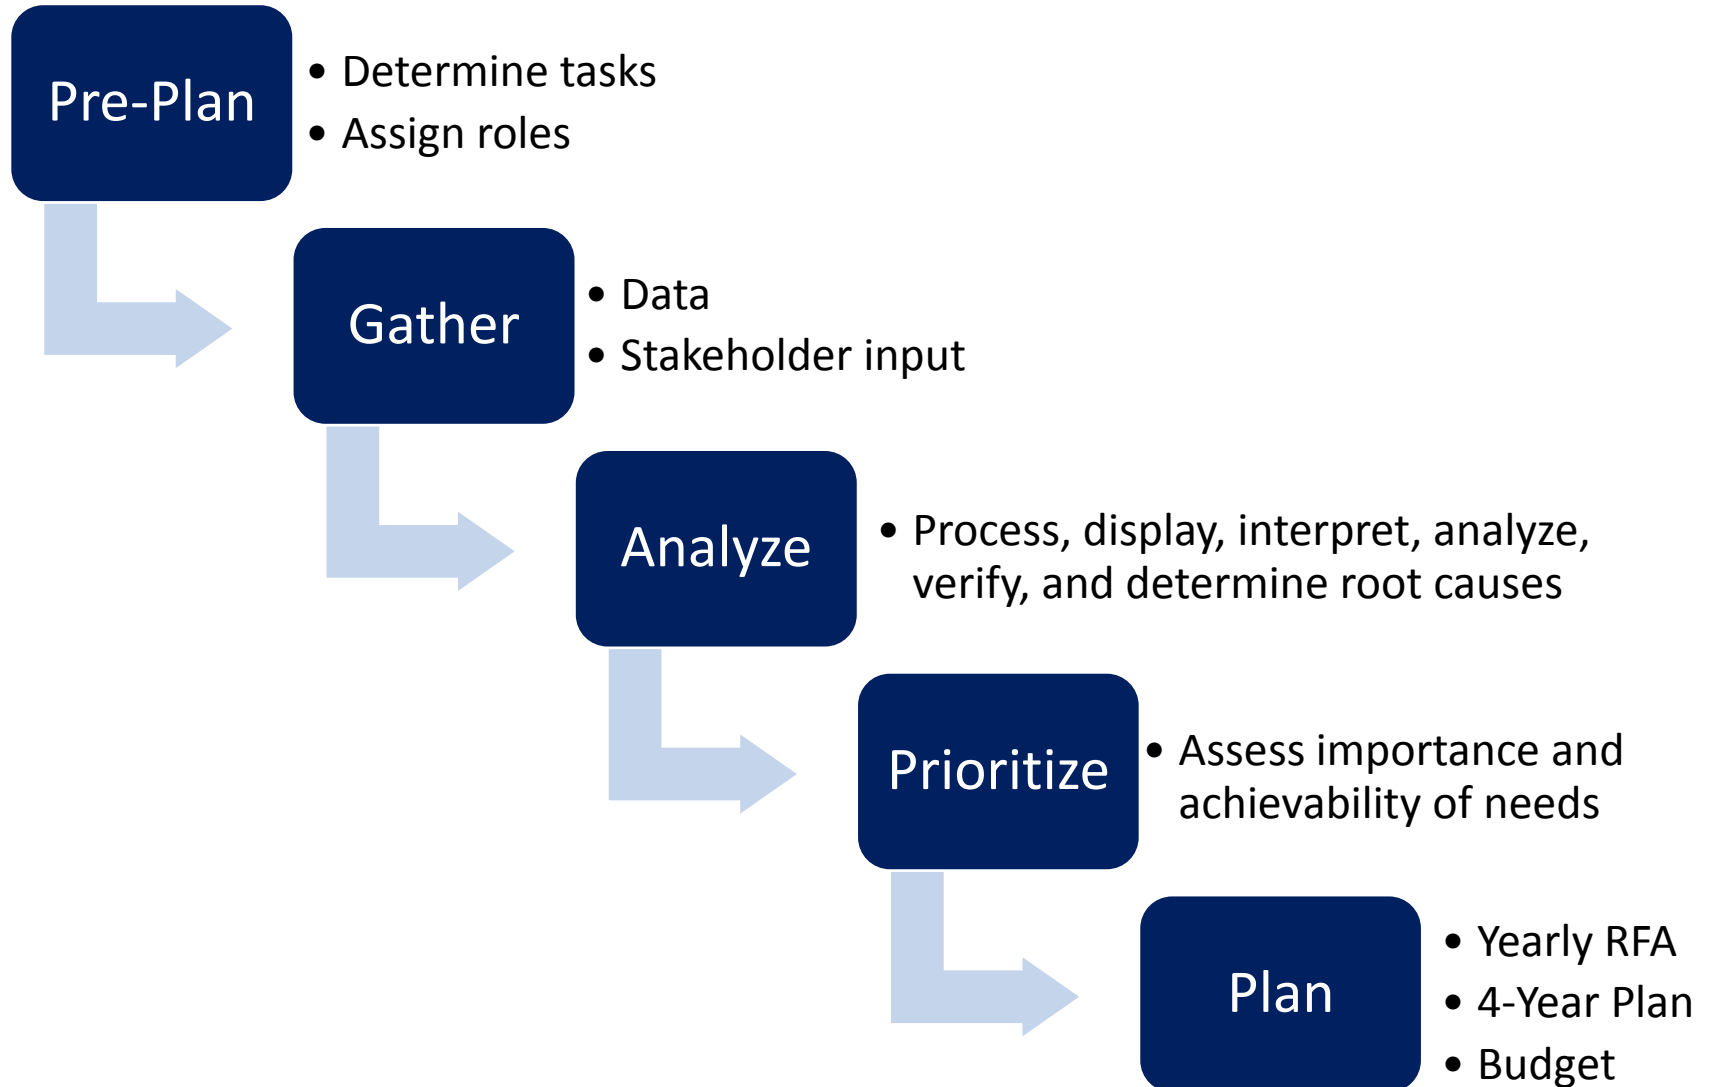 Pre-Plan
• Determine tasks
• Assign roles
Gather
• Data
• Stakeholder input
Analyze
• Process, display, interpret, analyze,
verify, and determine root causes
Prioritize
• Assess importance and
achievability of needs
Plan
• Yearly RFA
• 4-Year Plan
• Budget